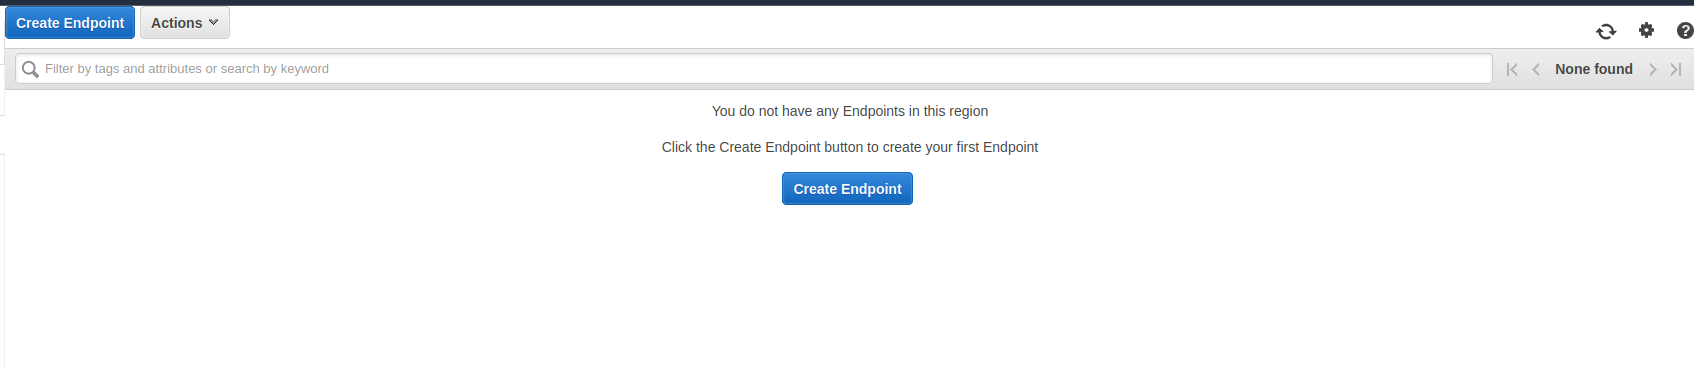 Create Endpoint Actions
Filter by tags and attributes or search by keyword None found
You do not have any Endpoints in this region
Click the Create Endpoint button to create your first Endpoint
Create Endpoint